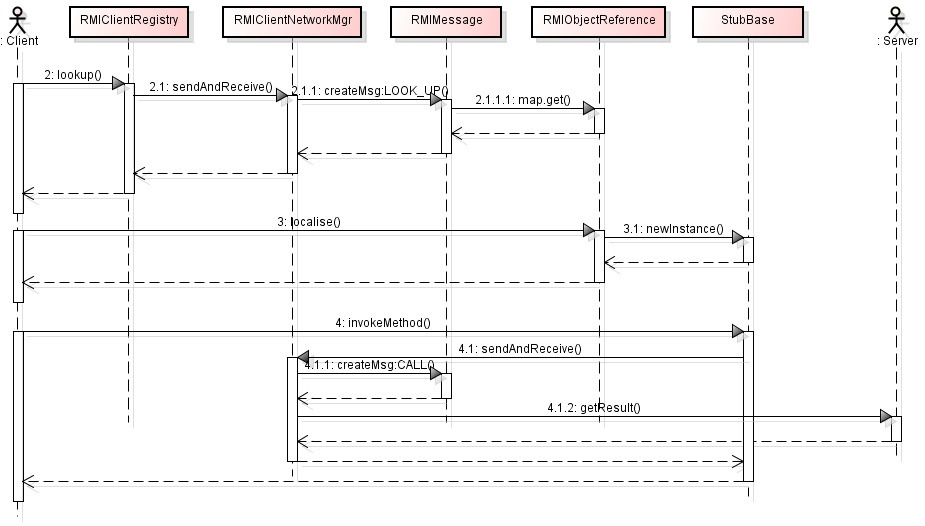 RMIClientRegistry RMIClientNetworkMgr RMIMessage RMIObjectReference StubBase
: Client : Server
2: lookup()
2.1: sendAndReceive()
2.1.1: createMsg:LOOK_UP()
2.1.1.1: map.get()
3: localise()
3.1: newInstance()
4: invokeMethod()
4.1: sendAndReceive()
4.1.1: createMsg:CALL()
4.1.2: getResult()